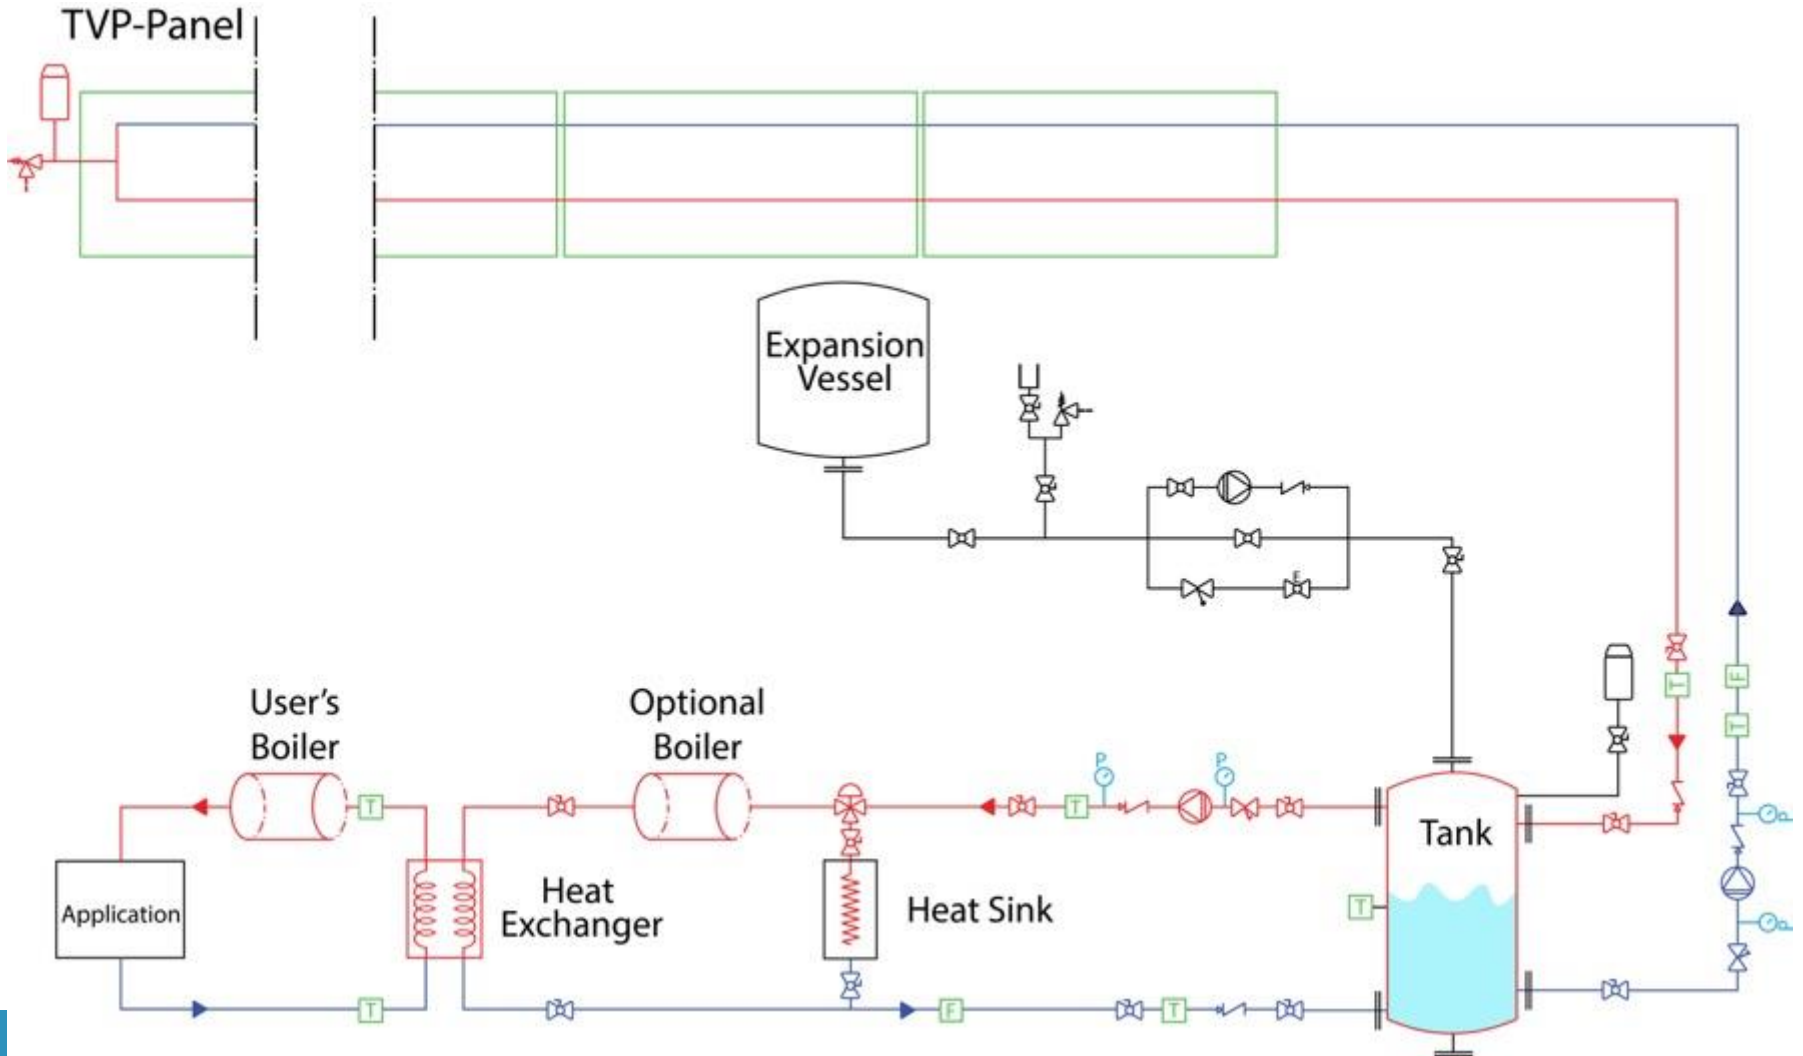 TVP-Panel
Expansion
Vessel
E
User's
Boiler
Optional
Boiler
T
F
T
P
P
T
T
Tank
Application
Heat
Exchanger
Heat Sink
T
P
P
T
F
T